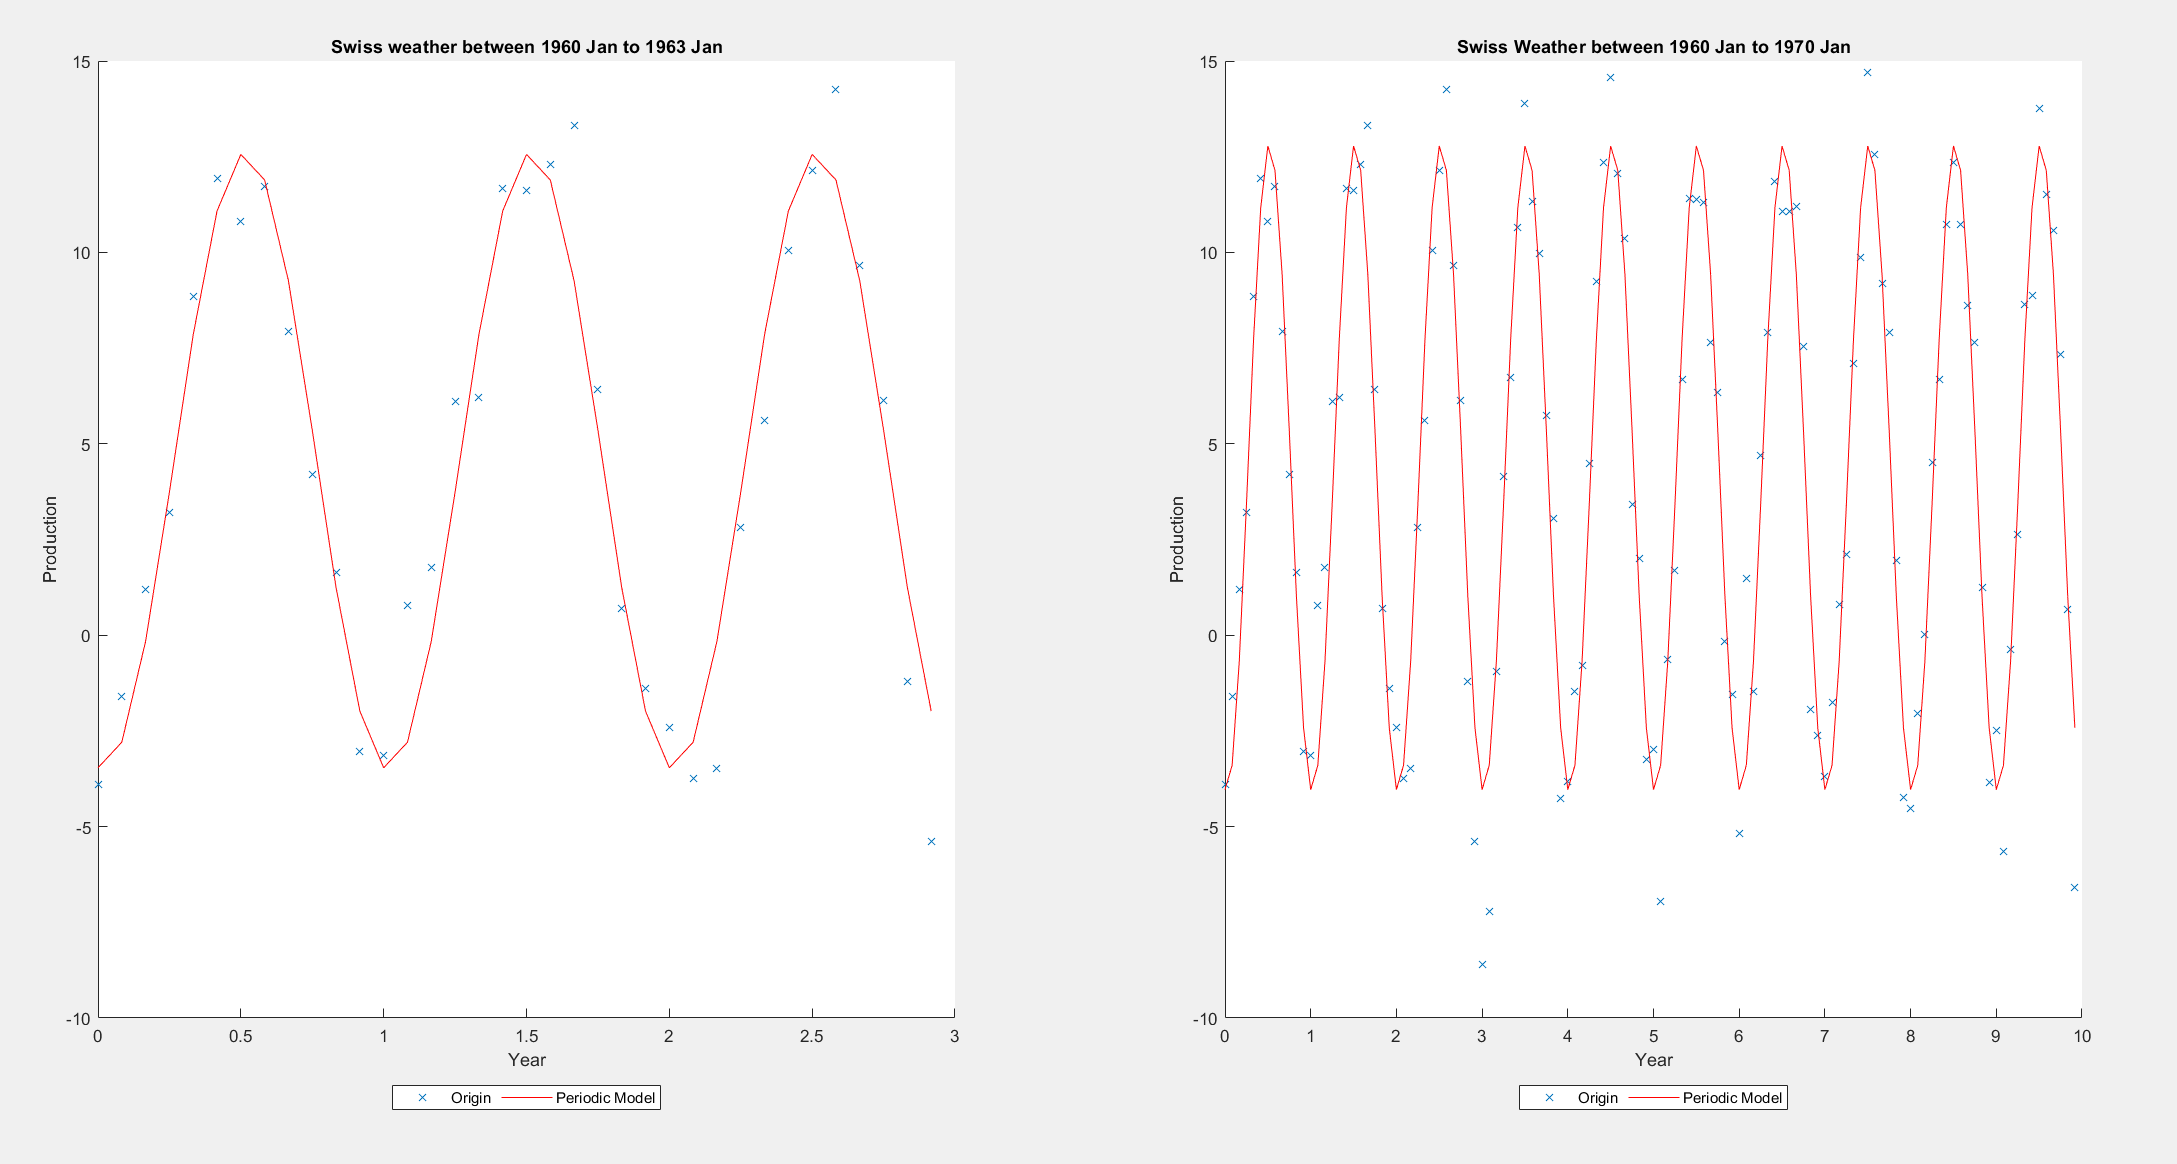 Swiss weather between 1960 Jan to 1963 Jan
15
10
5
0
-5
-10
Production
0 0.5 1 1.5 2 2.5 3
Year
Origin Periodic Model
Swiss Weather between 1960 Jan to 1970 Jan
15
10
5
0
-5
-10
Production
0 1 2 3 4 5 6 7 8 9 10
Year
Origin Periodic Model